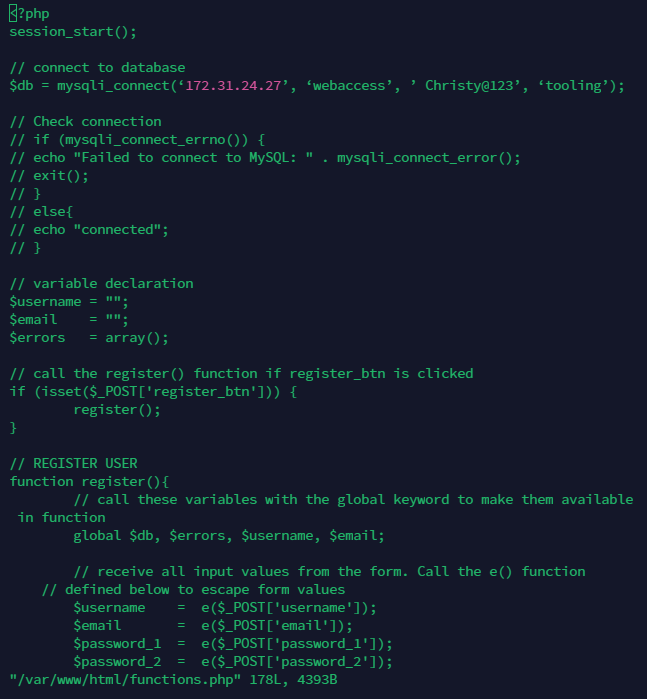 <?php
session_start();
// connect to database
$db = mysqli_connect(‘172.31.24.27’, ‘webaccess’, ’ Christy@123’, ‘tooling’);
// Check connection
// if (mysqli_connect_errno()) {
// echo "Failed to connect to MySQL: " . mysqli_connect_error();
// exit();
// }
// else{
// echo "connected";
// }
// variable declaration
$username = "";
$email    = "";
$errors   = array();
// call the register() function if register_btn is clicked
if (isset($_POST['register_btn'])) {
        register();
}
// REGISTER USER
function register(){
        // call these variables with the global keyword to make them available
 in function
        global $db, $errors, $username, $email;
        // receive all input values from the form. Call the e() function
    // defined below to escape form values
        $username    =  e($_POST['username']);
        $email       =  e($_POST['email']);
        $password_1  =  e($_POST['password_1']);
        $password_2  =  e($_POST['password_2']);
"/var/www/html/functions.php" 178L, 4393B